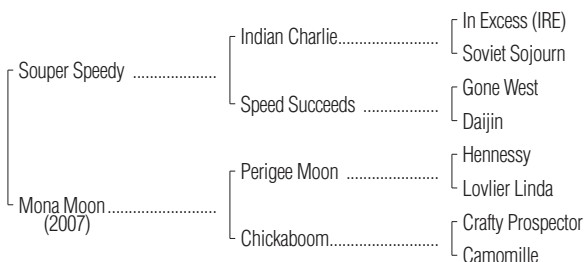 In Excess (IRE)
Indian Charlie....................
Soviet Sojourn
Souper Speedy ................
Gone West
Speed Succeeds ..............
Daijin
Hennessy
Perigee Moon .................
Lovlier Linda
Mona Moon.....................
(2007)
Crafty Prospector
Chickaboom.....................
Camomille